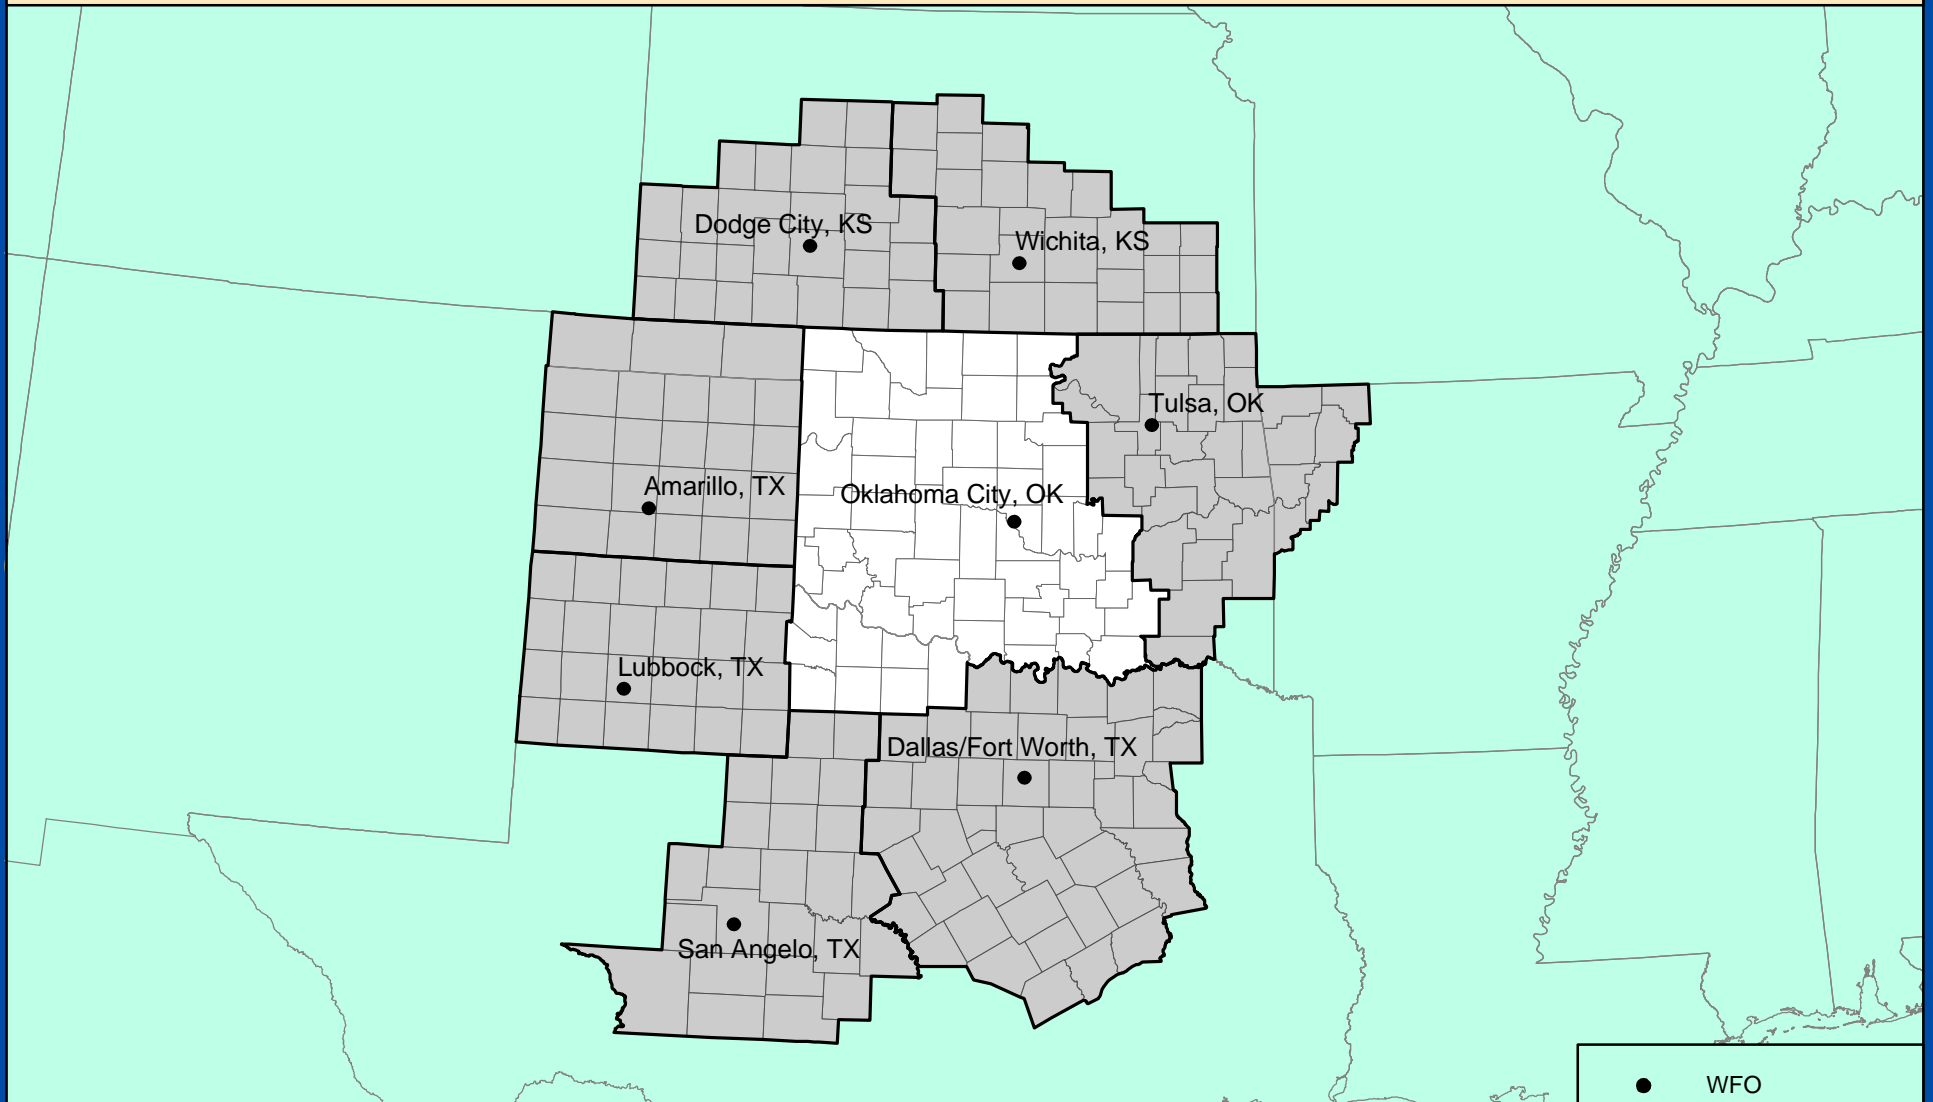 Dodge City, KS
Wichita, KS
Tulsa, OK
Amarillo, TX
Oklahoma City, OK
Lubbock, TX
Dallas/Fort Worth, TX
San Angelo, TX
WFO